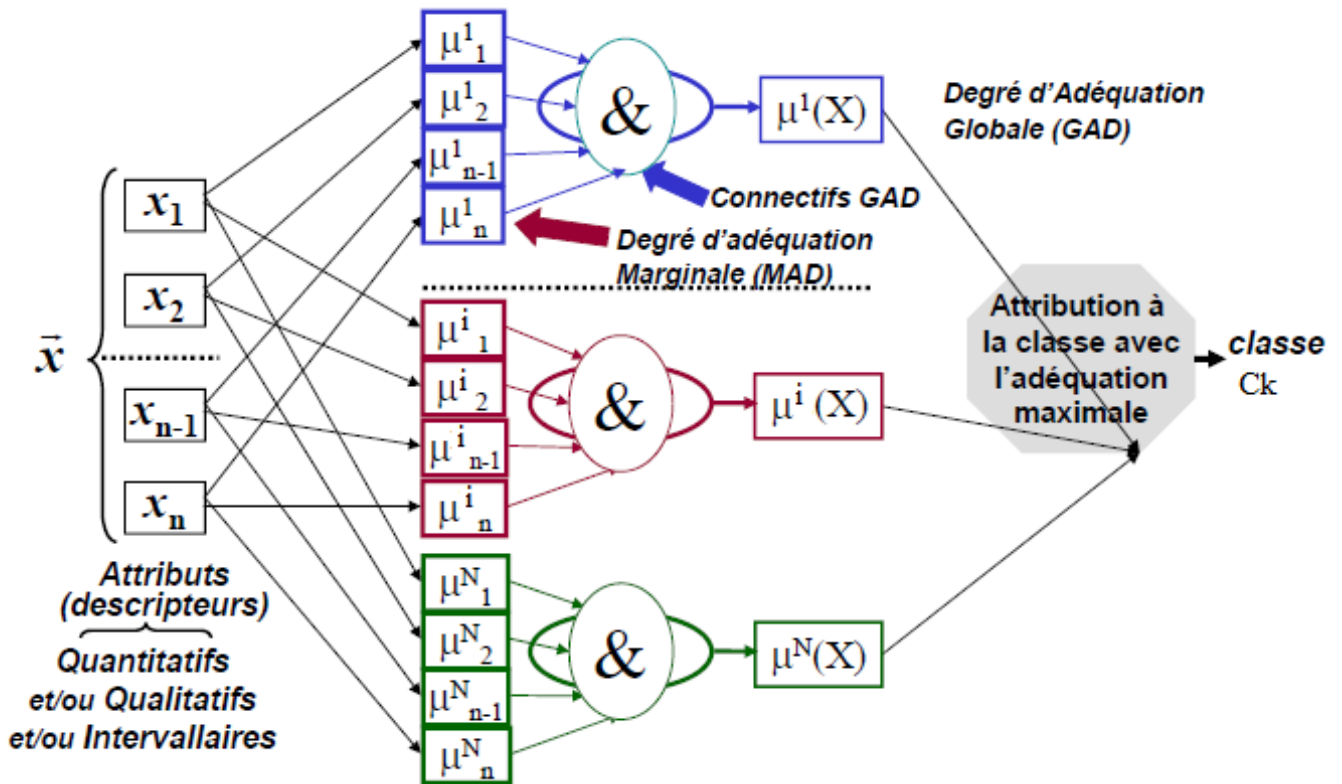 x⃗
x₁
x₂
xₙ₋₁
xₙ
Attributs
(descripteurs)
Quantitatifs
et/ou Qualitatifs
et/ou Intervallaires
μ¹₁
μ¹₂
μ¹ₙ₋₁
μ¹ₙ
&
μ¹(X)
Degré d'Adéquation
Globale (GAD)
Connectifs GAD
Degré d'adéquation
Marginale (MAD)
μⁱ₁
μⁱ₂
μⁱₙ₋₁
μⁱₙ
&
μⁱ (X)
μᴺ₁
μᴺ₂
μᴺₙ₋₁
μᴺₙ
&
μᴺ(X)
Attribution à
la classe avec
l'adéquation
maximale
classe
Ck